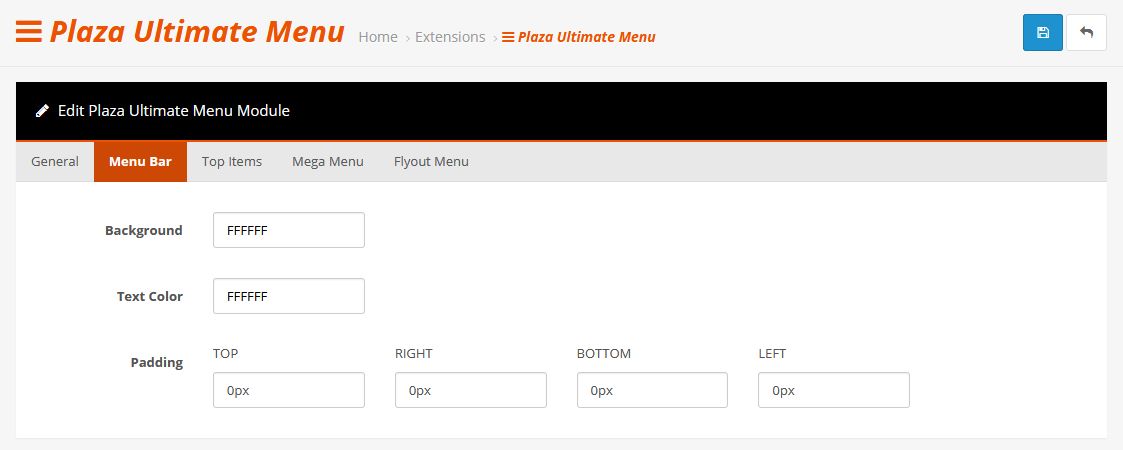 Plaza Ultimate Menu
Home › Extensions › Plaza Ultimate Menu
Edit Plaza Ultimate Menu Module
General Menu Bar Top Items Mega Menu Flyout Menu
Background FFFFFF
Text Color FFFFFF
Padding
TOP RIGHT BOTTOM LEFT
0px 0px 0px 0px